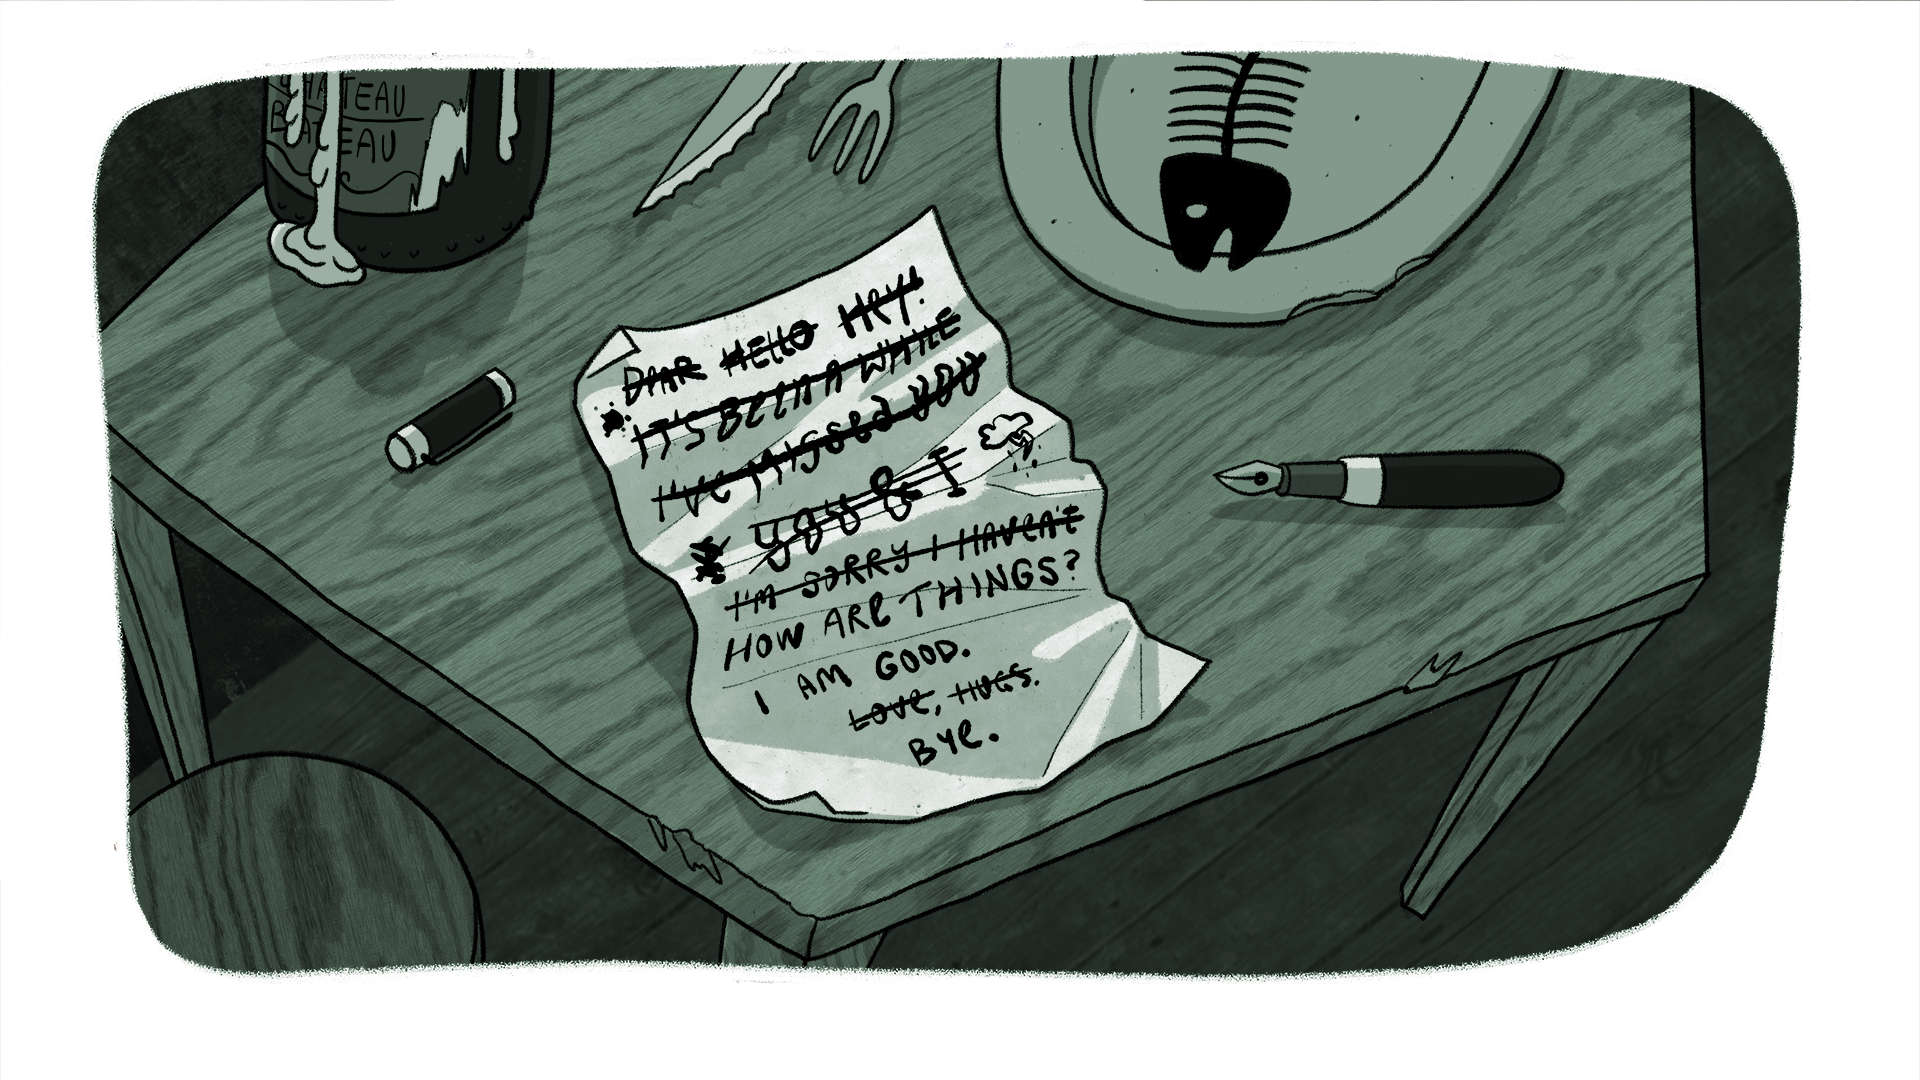 CHATEAU
BATEAU
DEAR HELLO HEY!
IT'S BEEN A WHILE
I'VE MISSED YOU
YOU & I
I'M SORRY I HAVEN'T
HOW ARE THINGS?
I AM GOOD.
LOVE, HUGS.
BYE.